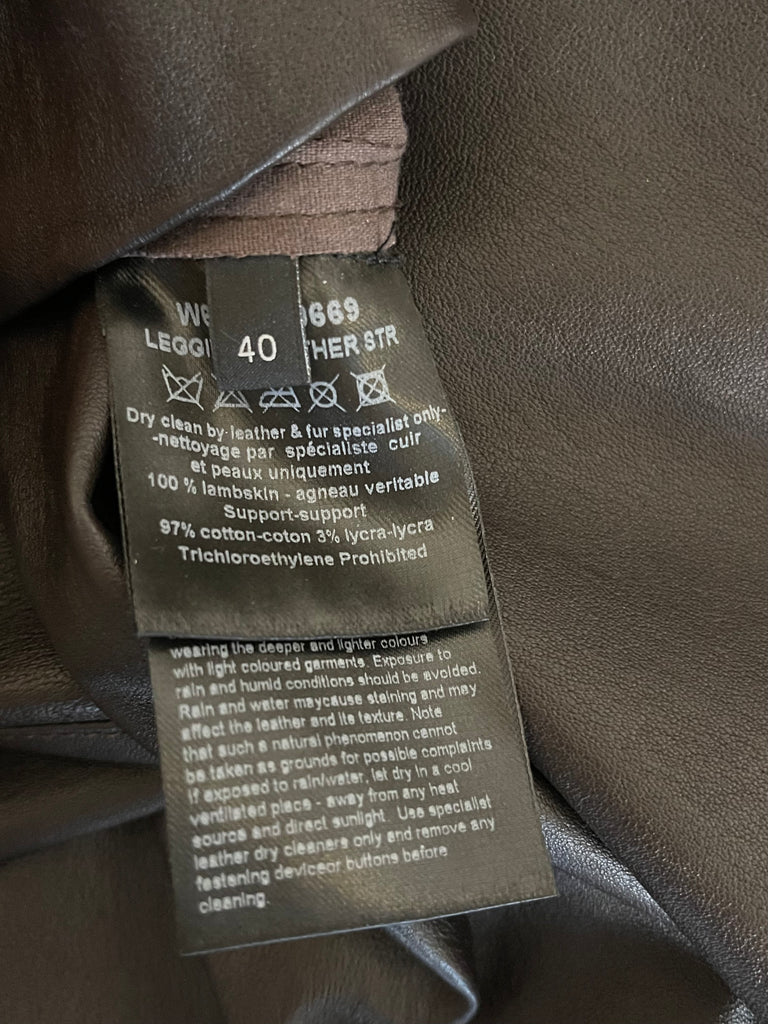 40
Dry clean by leather & fur specialist only-
-nettoyage par spécialiste cuir
et peaux uniquement
100 % lambskin - agneau veritable
Support-support
97% cotton-coton 3% lycra-lycra
Trichloroethylene Prohibited
wearing the deeper and lighter colours
with light coloured garments. Exposure to
rain and humid conditions should be avoided.
Rain and water maycause staining and may
affect the leather and its texture. Note
that such a natural phenomenon cannot
be taken as grounds for possible complaints
if exposed to rain/water, let dry in a cool
ventilated place - away from any heat
source and direct sunlight. Use specialist
leather dry cleaners only and remove any
fastening deviceor buttons before
cleaning.